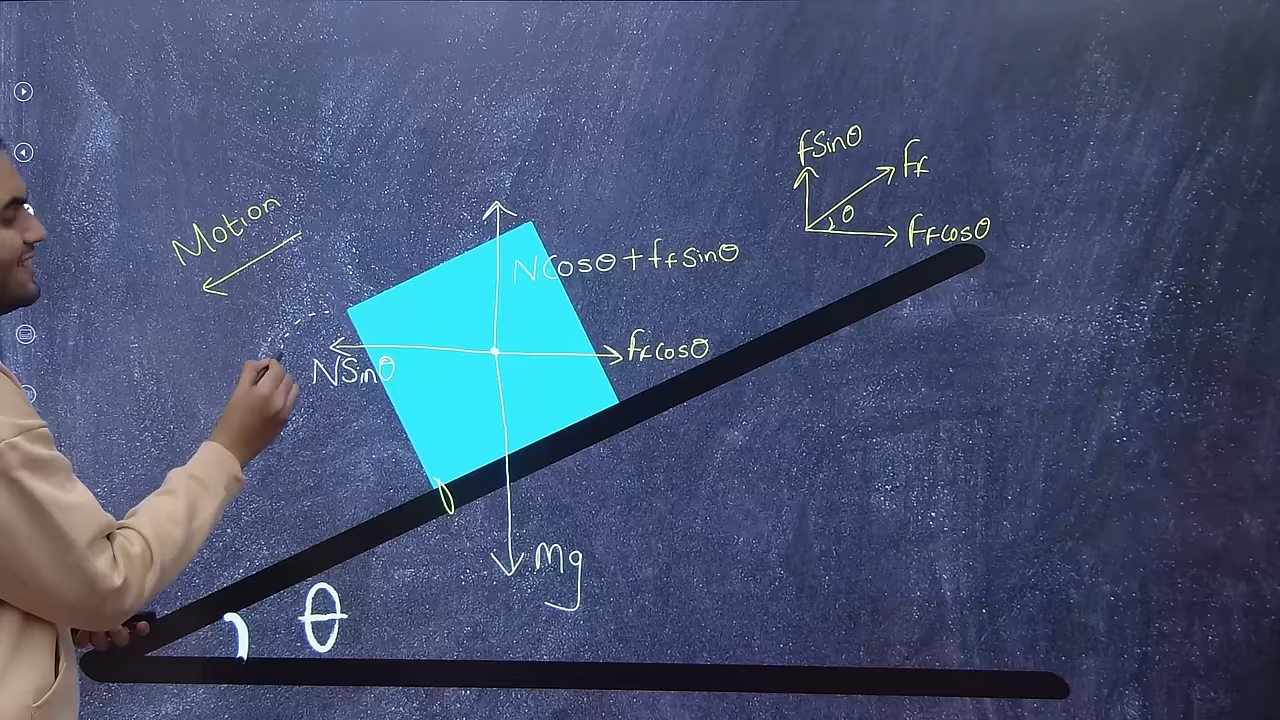 fSinθ
Ff
θ
FfCosθ
Motion
NCosθ + ffSinθ
NSinθ
ffCosθ
Mg
θ